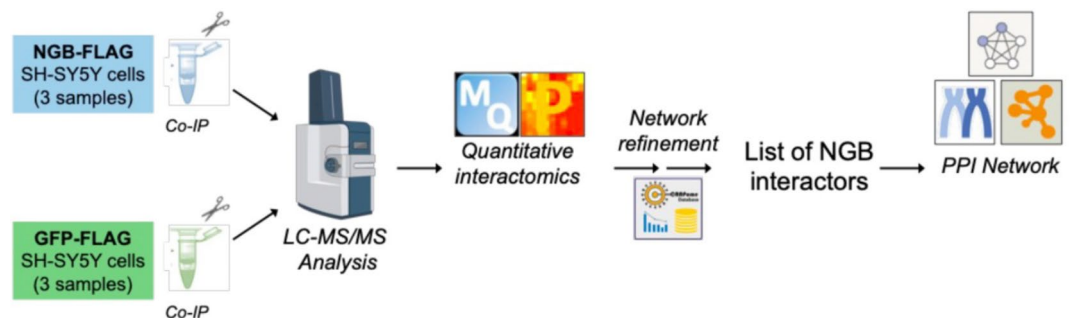 NGB-FLAG
SH-SY5Y cells
(3 samples)
Co-IP
GFP-FLAG
SH-SY5Y cells
(3 samples)
Co-IP
LC-MS/MS
Analysis
MQ
P
Quantitative
interactomics
Network
refinement
List of NGB
interactors
PPI Network